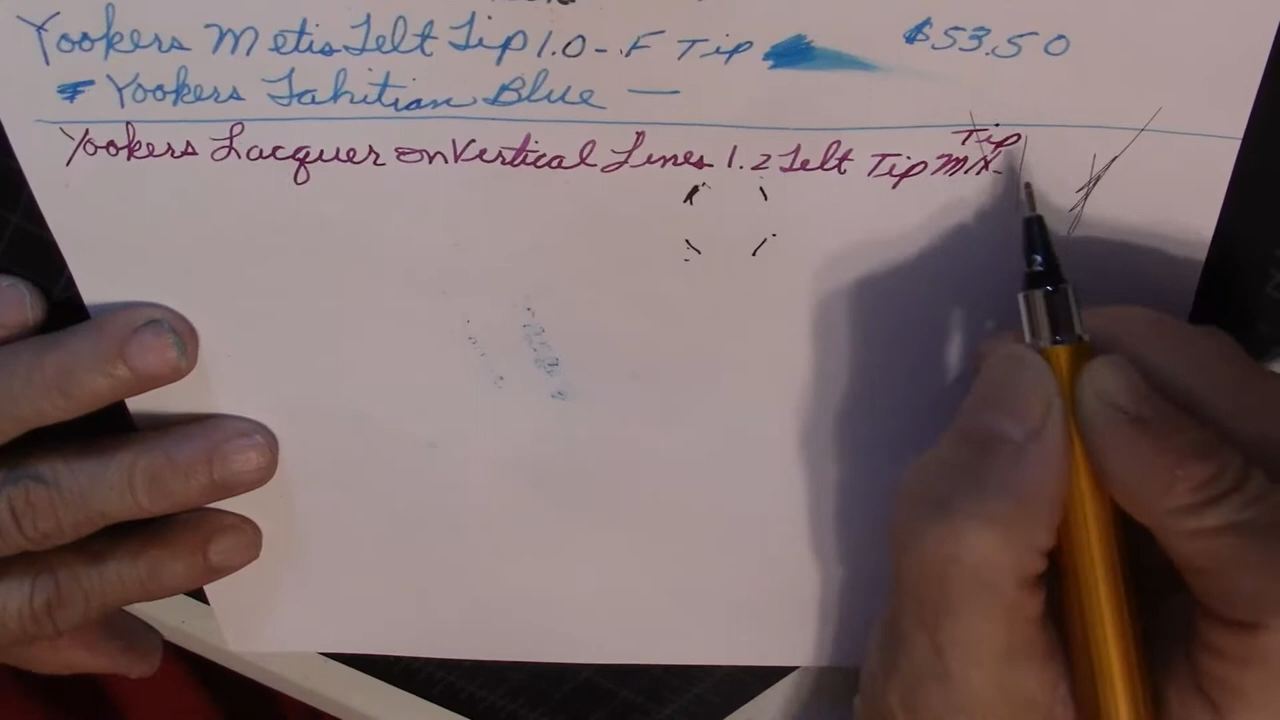 Yookers Metis Felt Tip 1.0 - F Tip $53.50
Yookers Tahitian Blue —
Tip
Yookers Lacquer on Vertical Lines 1.2 Felt Tip M